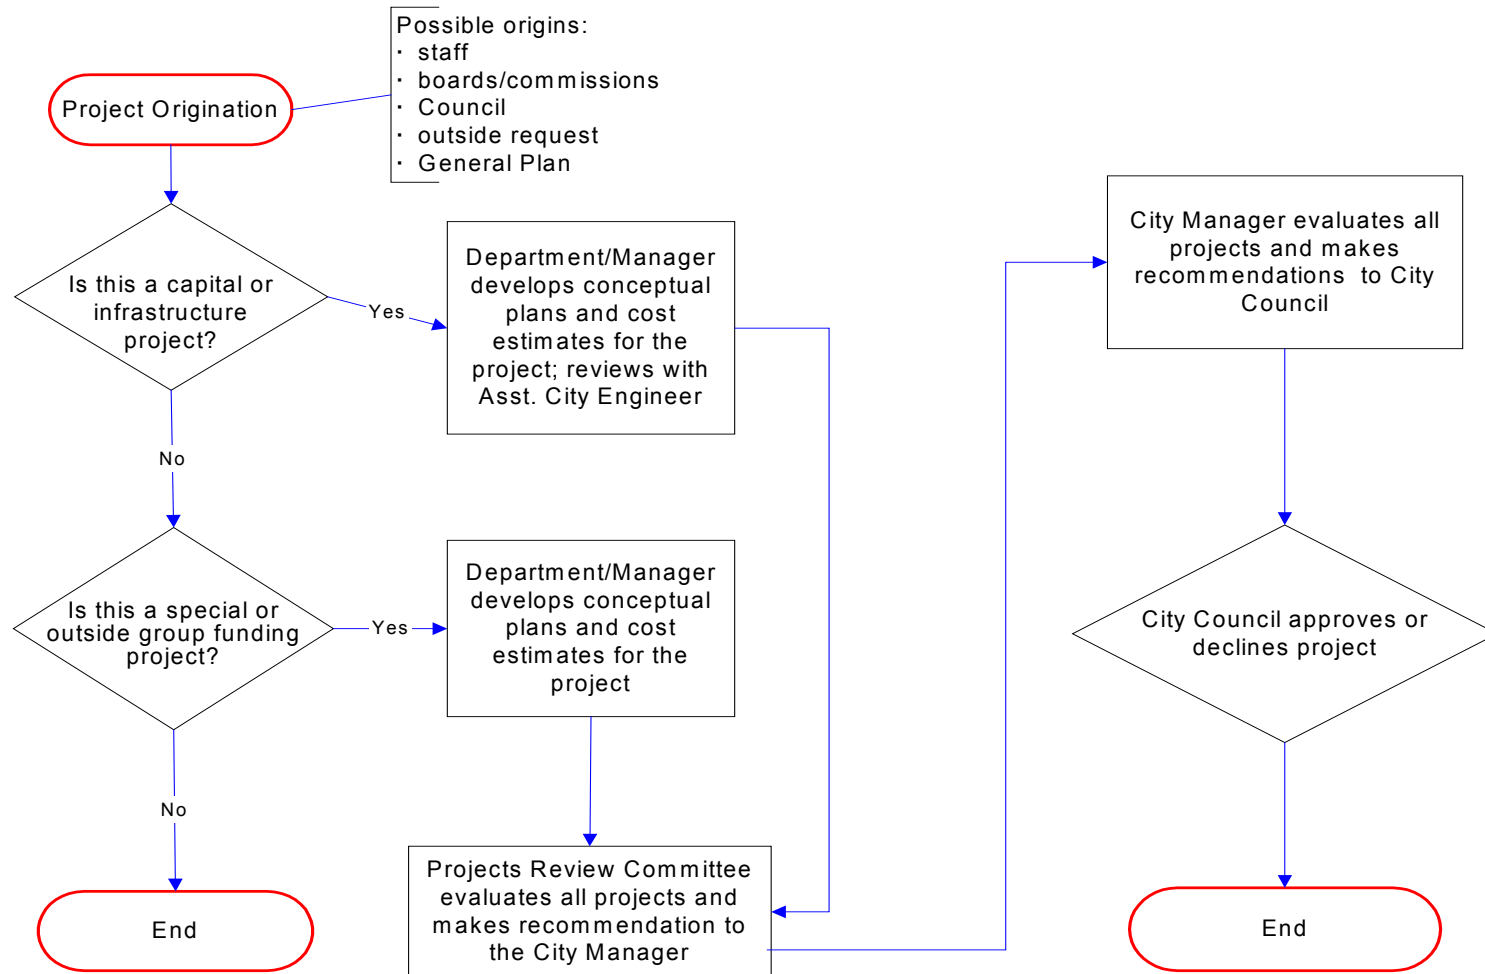 Possible origins:
· staff
· boards/commissions
· Council
· outside request
· General Plan
Project Origination
Is this a capital or
infrastructure
project?
Yes
Department/Manager
develops conceptual
plans and cost
estimates for the
project; reviews with
Asst. City Engineer
No
Is this a special or
outside group funding
project?
Yes
Department/Manager
develops conceptual
plans and cost
estimates for the
project
No
End
Projects Review Committee
evaluates all projects and
makes recommendation to
the City Manager
City Manager evaluates all
projects and makes
recommendations to City
Council
City Council approves or
declines project
End